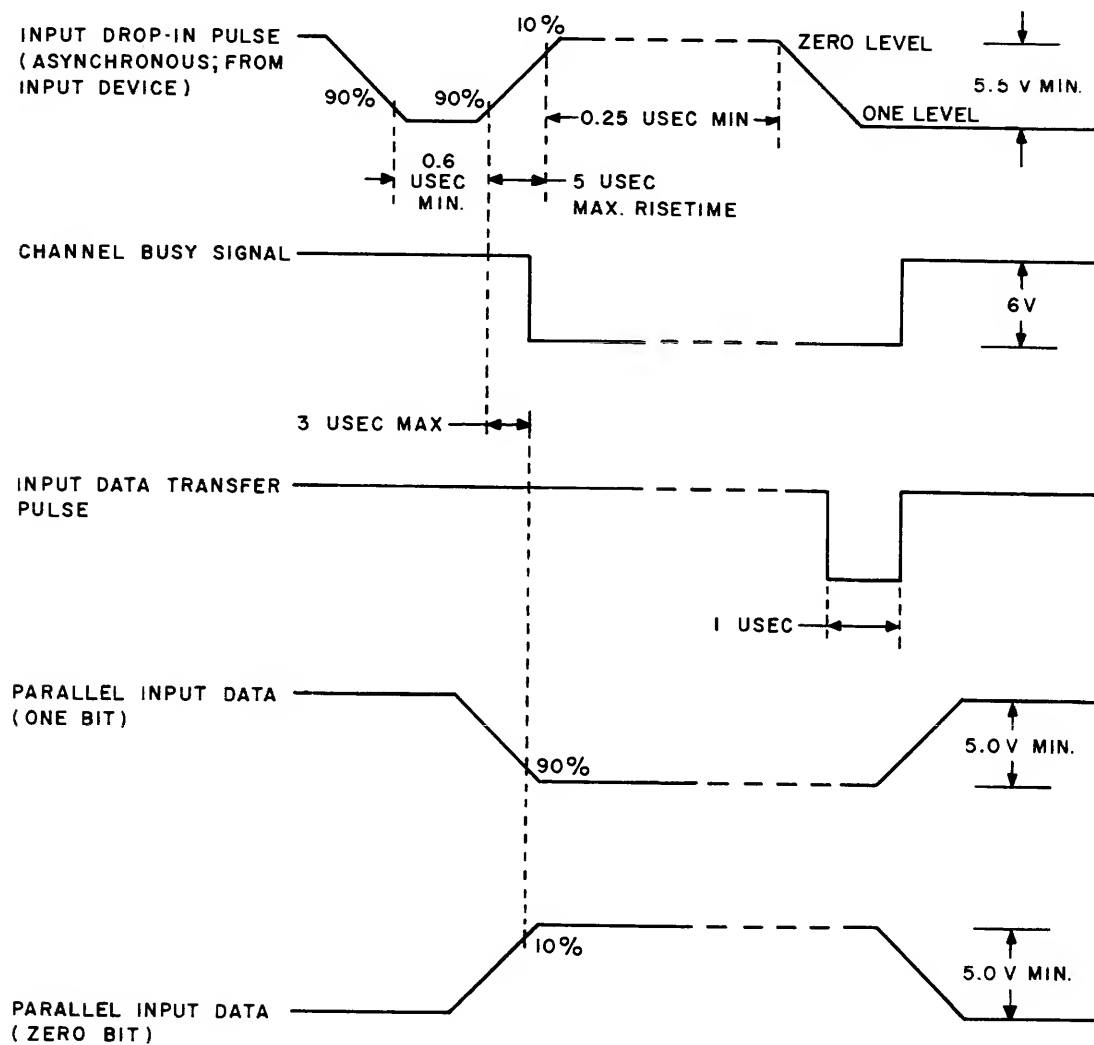 INPUT DROP-IN PULSE
(ASYNCHRONOUS; FROM
INPUT DEVICE)
10%
ZERO LEVEL
5.5 V MIN.
90%
90%
0.25 USEC MIN
ONE LEVEL
0.6
USEC
MIN.
5 USEC
MAX. RISETIME
CHANNEL BUSY SIGNAL
6V
3 USEC MAX
INPUT DATA TRANSFER
PULSE
1 USEC
PARALLEL INPUT DATA
(ONE BIT)
90%
5.0V MIN.
10%
5.0 V MIN.
PARALLEL INPUT DATA
(ZERO BIT)